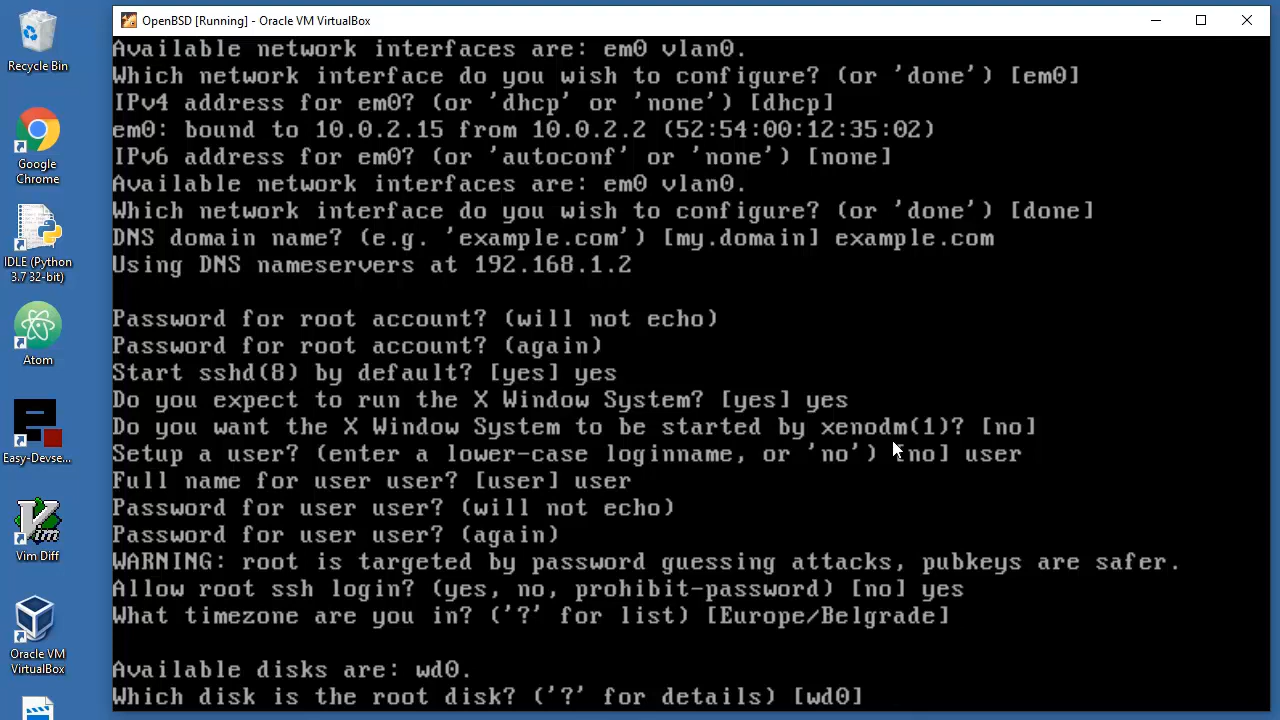 OpenBSD [Running] - Oracle VM VirtualBox
Recycle Bin
Google
Chrome
IDLE (Python
3.7 32-bit)
Atom
Easy-Devse...
Vim Diff
Oracle VM
VirtualBox
Available network interfaces are: em0 vlan0.
Which network interface do you wish to configure? (or 'done') [em0]
IPv4 address for em0? (or 'dhcp' or 'none') [dhcp]
em0: bound to 10.0.2.15 from 10.0.2.2 (52:54:00:12:35:02)
IPv6 address for em0? (or 'autoconf' or 'none') [none]
Available network interfaces are: em0 vlan0.
Which network interface do you wish to configure? (or 'done') [done]
DNS domain name? (e.g. 'example.com') [my.domain] example.com
Using DNS nameservers at 192.168.1.2
Password for root account? (will not echo)
Password for root account? (again)
Start sshd(8) by default? [yes] yes
Do you expect to run the X Window System? [yes] yes
Do you want the X Window System to be started by xenodm(1)? [no]
Setup a user? (enter a lower-case loginname, or 'no') [no] user
Full name for user user? [user] user
Password for user user? (will not echo)
Password for user user? (again)
WARNING: root is targeted by password guessing attacks, pubkeys are safer.
Allow root ssh login? (yes, no, prohibit-password) [no] yes
What timezone are you in? ('?' for list) [Europe/Belgrade]
Available disks are: wd0.
Which disk is the root disk? ('?' for details) [wd0]